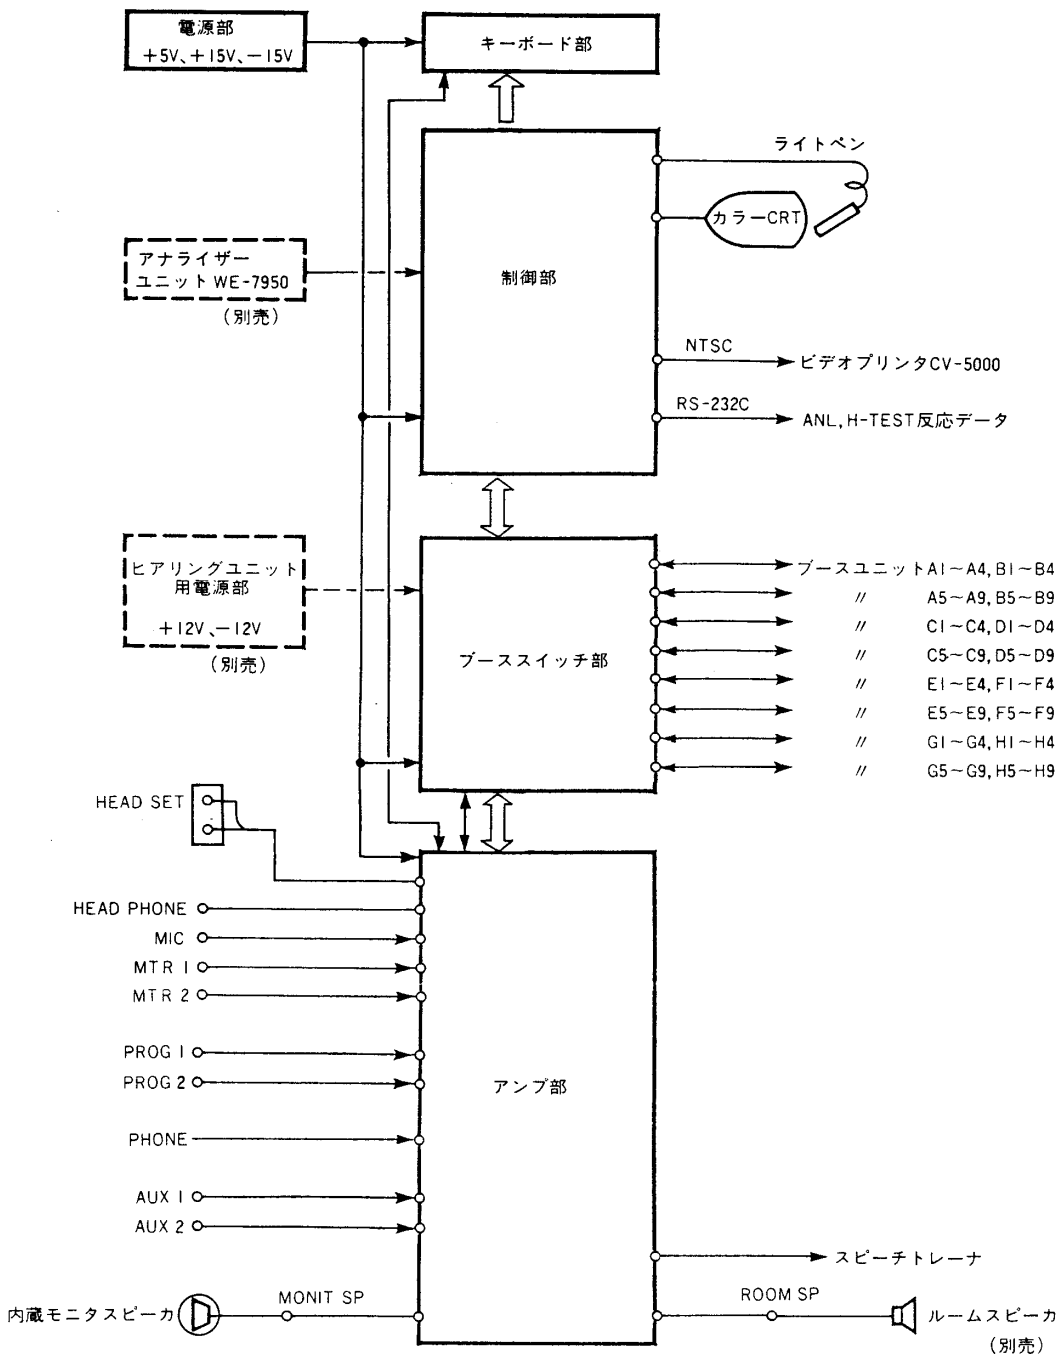 電源部
+5V、+15V、-15V
キーボード部
ライトペン
カラーCRT
アナライザー
ユニットWE-7950
(別売)
制御部
NTSC
ビデオプリンタCV-5000
RS-232C
ANL, H-TEST反応データ
ヒアリングユニット
用電源部
+12V、-12V
(別売)
ブーススイッチ部
ブースユニットA1~A4, B1~B4
〃 A5~A9, B5~B9
〃 C1~C4, D1~D4
〃 C5~C9, D5~D9
〃 E1~E4, F1~F4
〃 E5~E9, F5~F9
〃 G1~G4, H1~H4
〃 G5~G9, H5~H9
HEAD SET
HEAD PHONE
MIC
MTR 1
MTR 2
PROG 1
PROG 2
アンプ部
PHONE
AUX 1
AUX 2
スピーチトレーナ
内蔵モニタスピーカ
MONIT SP
ROOM SP
ルームスピーカ
(別売)